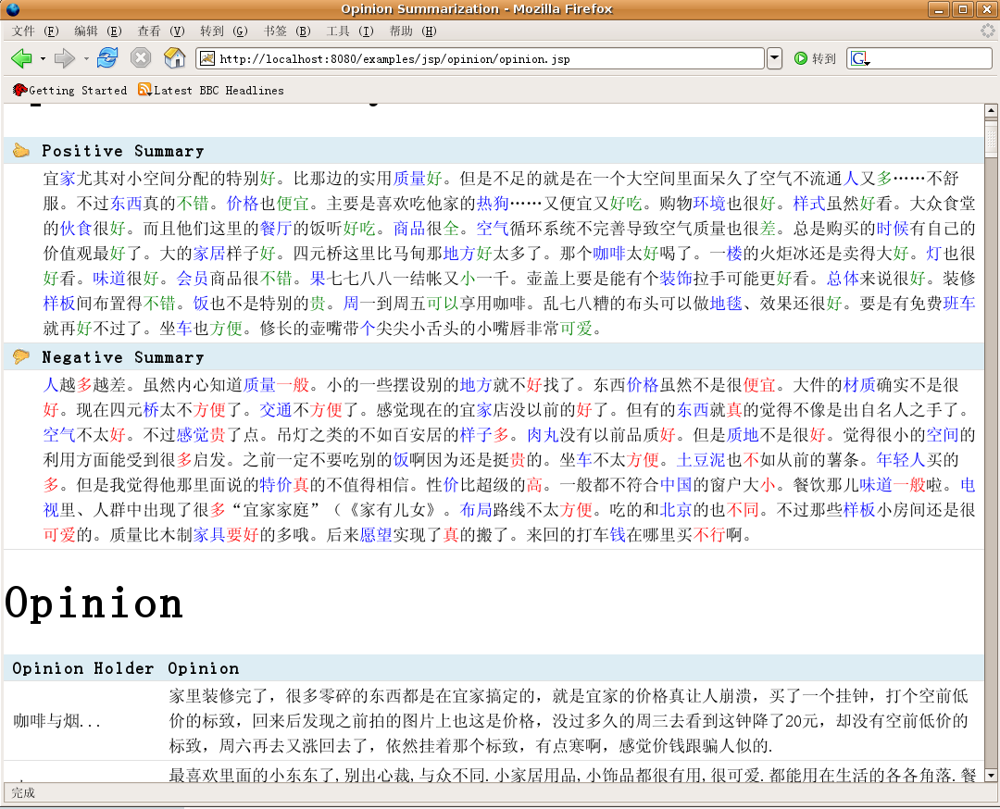 Opinion Summarization - Mozilla Firefox
文件 (F) 编辑 (E) 查看 (V) 转到 (G) 书签 (B) 工具 (T) 帮助 (H)
http://localhost:8080/examples/jsp/opinion/opinion.jsp 转到
Getting Started Latest BBC Headlines
Positive Summary
宜家尤其对小空间分配的特别好。比那边的实用质量好。但是不足的就是在一个大空间里面呆久了空气不流通人又多……不舒
服。不过东西真的不错。价格也便宜。主要是喜欢吃他家的热狗……又便宜又好吃。购物环境也很好。样式虽然好看。大众食堂
的伙食很好。而且他们这里的餐厅的饭听好吃。商品很全。空气循环系统不完善导致空气质量也很差。总是购买的时候有自己的
价值观最好了。大的家居样子好。四元桥这里比马甸那地方好太多了。那个咖啡太好喝了。一楼的火炬冰还是卖得大好。灯也很
好看。味道很好。会员商品很不错。果七七八八一结帐又小一千。壶盖上要是能有个装饰拉手可能更好看。总体来说很好。装修
样板间布置得不错。饭也不是特别的贵。周一到周五可以享用咖啡。乱七八糟的布头可以做地毯、效果还很好。要是有免费班车
就再好不过了。坐车也方便。修长的壶嘴带个尖尖小舌头的小嘴唇非常可爱。
Negative Summary
人越多越差。虽然内心知道质量一般。小的一些摆设别的地方就不好找了。东西价格虽然不是很便宜。大件的材质确实不是很
好。现在四元桥太不方便了。交通不方便了。感觉现在的宜家店没以前的好了。但有的东西就真的觉得不像是出自名人之手了。
空气不太好。不过感觉贵了点。吊灯之类的不如百安居的样子多。肉丸没有以前品质好。但是质地不是很好。觉得很小的空间的
利用方面能受到很多启发。之前一定不要吃别的饭啊因为还是挺贵的。坐车不太方便。土豆泥也不如从前的薯条。年轻人买的
多。但是我觉得他那里面说的特价真的不值得相信。性价比超级的高。一般都不符合中国的窗户大小。餐饮那儿味道一般啦。电
视里、人群中出现了很多“宜家家庭”（《家有儿女》。布局路线不太方便。吃的和北京的也不同。不过那些样板小房间还是很
可爱的。质量比木制家具要好的多哦。后来愿望实现了真的搬了。来回的打车钱在哪里买不行啊。
Opinion
Opinion Holder Opinion
咖啡与烟... 家里装修完了，很多零碎的东西都是在宜家搞定的，就是宜家的价格真让人崩溃，买了一个挂钟，打个空前低
价的标致，回来后发现之前拍的图片上也这是价格，没过多久的周三去看到这钟降了20元，却没有空前低价的
标致，周六再去又涨回去了，依然挂着那个标致，有点寒啊，感觉价钱跟骗人似的.
最喜欢里面的小东东了,别出心裁,与众不同.小家居用品,小饰品都很有用,很可爱.都能用在生活的各各角落.餐
完成